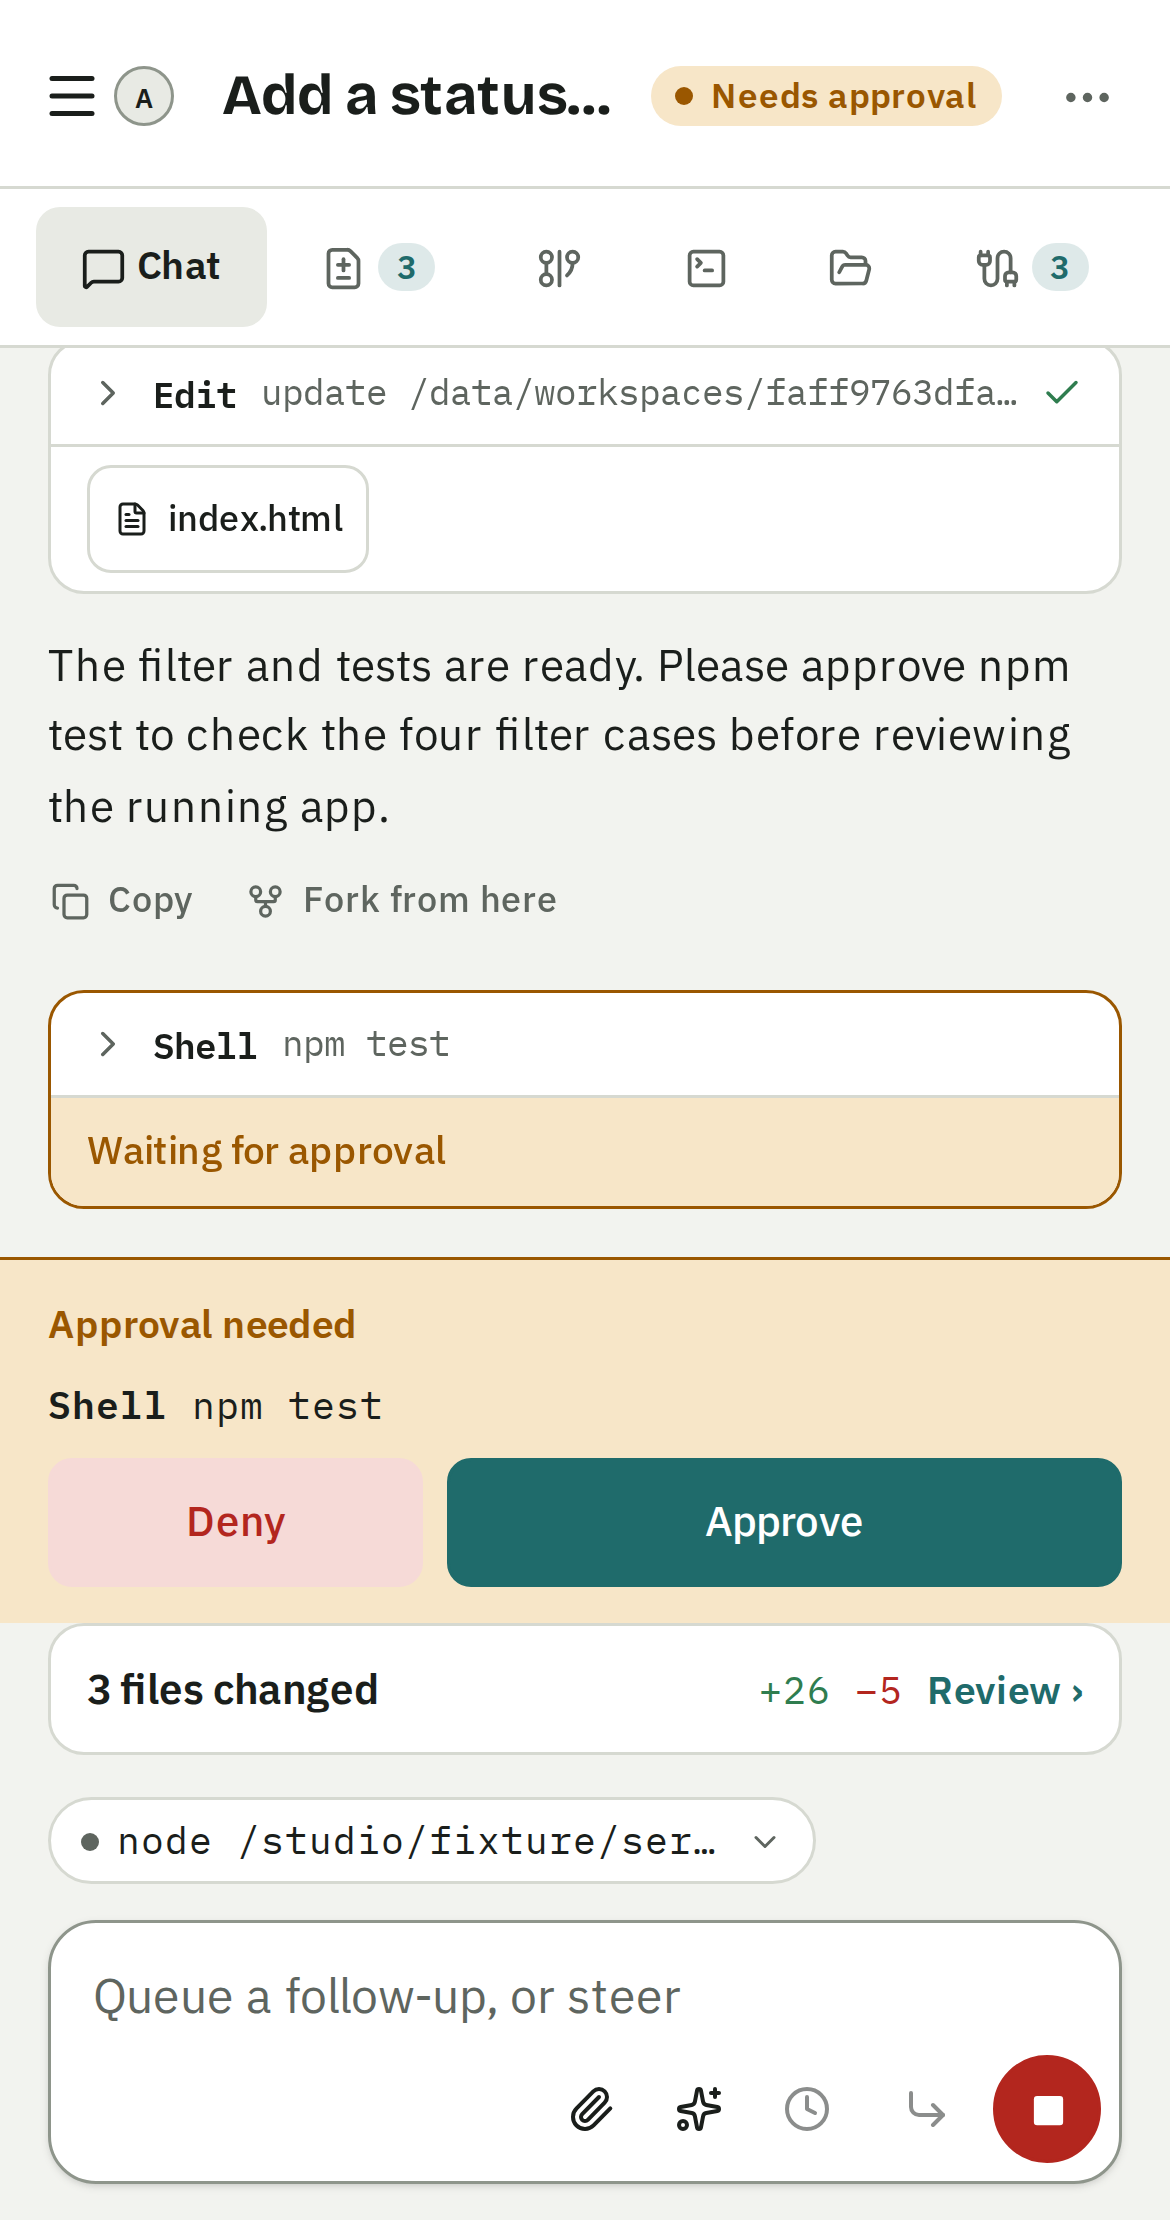 A
Add a status...
Needs approval
Chat
3
3
Edit update /data/workspaces/faff9763dfa…
index.html
The filter and tests are ready. Please approve npm
test to check the four filter cases before reviewing
the running app.
Copy
Fork from here
Shell npm test
Waiting for approval
Approval needed
Shell npm test
Deny
Approve
3 files changed
+26 −5 Review ›
node /studio/fixture/ser…
Queue a follow-up, or steer